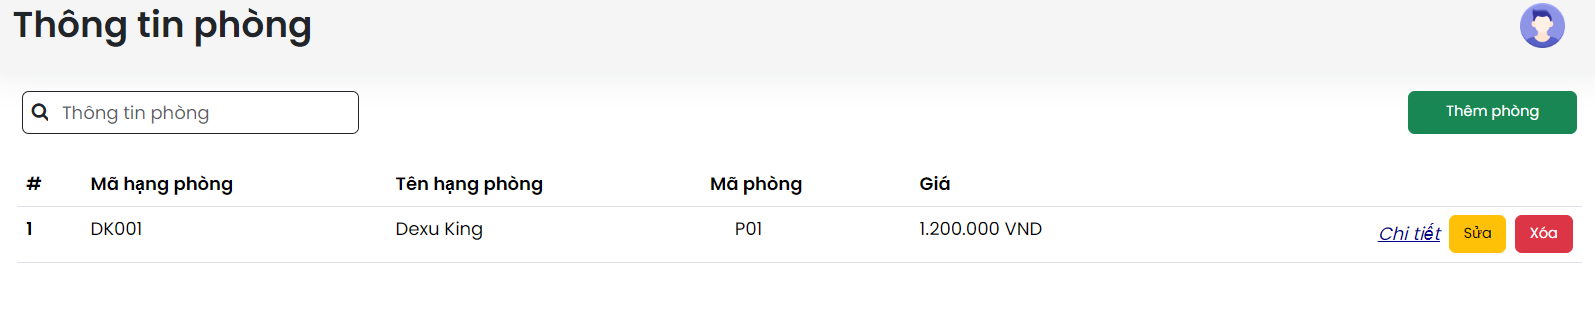 Thông tin phòng
Thông tin phòng
Thêm phòng
# Mã hạng phòng Tên hạng phòng Mã phòng Giá
1 DK001 Dexu King P01 1.200.000 VND Chi tiết Sửa Xóa